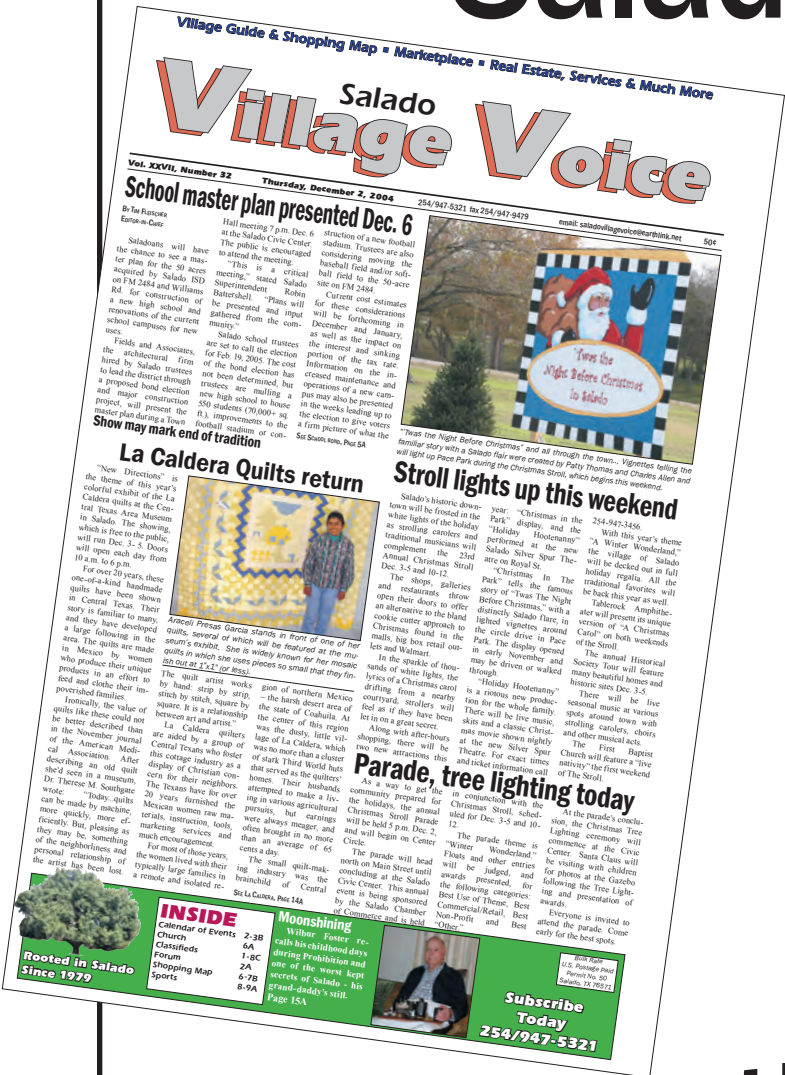 Village Guide & Shopping Map ▪ Marketplace ▪ Real Estate, Services & Much More
Salado
Village Voice
Vol. XXVII, Number 32 Thursday, December 2, 2004 254/947-5321 fax 254/947-9479 email: saladovillagevoice@earthlink.net 50¢
School master plan presented Dec. 6
By Tim Fleischer
Editor-in-Chief
Saladoans will have
the chance to see a mas-
ter plan for the 50 acres
acquired by Salado ISD
on FM 2484 and Williams
Rd. for construction of
a new high school and
renovations of the current
school campuses for new
uses.
Fields and Associates,
the architectural firm
hired by Salado trustees
to lead the district through
a proposed bond election
and major construction
project, will present the
master plan during a Town
Hall meeting 7 p.m. Dec. 6
at the Salado Civic Center.
The public is encouraged
to attend the meeting.
"This is a critical
meeting," stated Salado
Superintendent Robin
Battershell. "Plans will
be presented and input
gathered from the com-
munity."
Salado school trustees
are set to call the election
for Feb. 19, 2005. The cost
of the bond election has
not been determined, but
trustees are mulling a
new high school to house
550 students (70,000+ sq.
ft.), improvements to the
football stadium or con-
struction of a new football
stadium. Trustees are also
considering moving the
baseball field and/or soft-
ball field to the 50-acre
site on FM 2484.
Current cost estimates
for these considerations
will be forthcoming in
December and January,
as well as the impact on
the interest and sinking
portion of the tax rate.
Information on the in-
creased maintenance and
operations of a new cam-
pus may also be presented
in the weeks leading up to
the election to give voters
a firm picture of what the
See School bond, Page 5A
'Twas the
Night Before Christmas
in Salado
"'Twas the Night Before Christmas" and all through the town... Vignettes telling the
familiar story with a Salado flair were created by Patty Thomas and Charles Allen and
will light up Pace Park during the Christmas Stroll, which begins this weekend.
Show may mark end of tradition
La Caldera Quilts return
"New Directions" is
the theme of this year's
colorful exhibit of the La
Caldera quilts at the Cen-
tral Texas Area Museum
in Salado. The showing,
which is free to the public,
will run Dec. 3- 5. Doors
will open each day from
10 a.m. to 6 p.m.
For over 20 years, these
one-of-a-kind handmade
quilts have been shown
in Central Texas. Their
story is familiar to many,
and they have developed
a large following in the
area. The quilts are made
in Mexico by women
who produce their unique
products in an effort to
feed and clothe their im-
poverished families.
Ironically, the value of
quilts like these could not
be better described than
in the November journal
of the American Medi-
cal Association. After
describing an old quilt
she'd seen in a museum,
Dr. Therese M. Southgate
wrote: "Today...quilts
can be made by machine,
more quickly, more ef-
ficiently. But, pleasing as
they may be, something
of the neighborliness and
personal relationship of
the artist has been lost.
Araceli Presas Garcia stands in front of one of her
quilts, several of which will be featured at the mu-
seum's exhibit. She is widely known for her mosaic
quilts in which she uses pieces so small that they fin-
ish out at 1"x1" (or less).
The quilt artist works
by hand: strip by strip,
stitch by stitch, square by
square. It is a relationship
between art and artist."
La Caldera quilters
are aided by a group of
Central Texans who foster
this cottage industry as a
display of Christian con-
cern for their neighbors.
The Texans have for over
20 years furnished the
Mexican women raw ma-
terials, instruction, tools,
marketing services and
much encouragement.
For most of those years,
the women lived with their
typically large families in
a remote and isolated re-
gion of northern Mexico
– the harsh desert area of
the state of Coahuila. At
the center of this region
was the dusty, little vil-
lage of La Caldera, which
was no more than a cluster
of stark Third World huts
that served as the quilters'
homes. Their husbands
attempted to make a liv-
ing in various agricultural
pursuits, but earnings
were always meager, and
often brought in no more
than an average of 65
cents a day.
The small quilt-mak-
ing industry was the
brainchild of Central
See La Caldera, Page 14A
Stroll lights up this weekend
Salado's historic down-
town will be frosted in the
white lights of the holiday
as strolling carolers and
traditional musicians will
complement the 23rd
Annual Christmas Stroll
Dec. 3-5 and 10-12.
The shops, galleries
and restaurants throw
open their doors to offer
an alternative to the bland
cookie cutter approach to
Christmas found in the
malls, big box retail out-
lets and Walmart.
In the sparkle of thou-
sands of white lights, the
lyrics of a Christmas carol
drifting from a nearby
courtyard, strollers will
feel as if they have been
let in on a great secret.
Along with after-hours
shopping, there will be
two new attractions this
year: "Christmas in the
Park" display, and the
"Holiday Hootenanny"
performed at the new
Salado Silver Spur The-
atre on Royal St.
"Christmas In The
Park" tells the famous
story of "Twas The Night
Before Christmas," with a
distinctly Salado flare, in
lighted vignettes around
the circle drive in Pace
Park. The display opened
in early November and
may be driven or walked
through.
"Holiday Hootenanny"
is a riotous new produc-
tion for the whole family.
There will be live music,
skits and a classic Christ-
mas movie shown nightly
at the new Silver Spur
Theatre. For exact times
and ticket information call
254-947-3456.
With this year's theme
"A Winter Wonderland,"
the village of Salado
will be decked out in full
holiday regalia. All the
traditional favorites will
be back this year as well.
Tablerock Amphithe-
ater will present its unique
version of "A Christmas
Carol" on both weekends
of the Stroll.
The annual Historical
Society Tour will feature
many beautiful homes and
historic sites Dec. 3-5.
There will be live
seasonal music at various
spots around town with
strolling carolers, choirs
and other musical acts.
The First Baptist
Church will feature a "live
nativity" the first weekend
of The Stroll.
Parade, tree lighting today
As a way to get the
community prepared for
the holidays, the annual
Christmas Stroll Parade
will be held 5 p.m. Dec. 2,
and will begin on Center
Circle.
The parade will head
north on Main Street until
concluding at the Salado
Civic Center. This annual
event is being sponsored
by the Salado Chamber
of Commerce and is held
in conjunction with the
Christmas Stroll, sched-
uled for Dec. 3-5 and 10-
12.
The parade theme is
"Winter Wonderland."
Floats and other entries
will be judged, and
awards presented, for
the following categories:
Best Use of Theme, Best
Commercial/Retail, Best
Non-Profit and Best
"Other."
At the parade's conclu-
sion, the Christmas Tree
Lighting ceremony will
commence at the Civic
Center. Santa Claus will
be visiting with children
for photos at the Gazebo
following the Tree Light-
ing and presentation of
awards.
Everyone is invited to
attend the parade. Come
early for the best spots.
Rooted in Salado
Since 1979
INSIDE
Calendar of Events 2-3B
Church 6A
Classifieds 1-8C
Forum 2A
Shopping Map 6-7B
Sports 8-9A
Moonshining
Wilbur Foster re-
calls his childhood days
during Prohibition and
one of the worst kept
secrets of Salado - his
grand-daddy's still.
Page 15A
Bulk Rate
U.S. Postage Paid
Permit No. 50
Salado, TX 76571
Subscribe
Today
254/947-5321